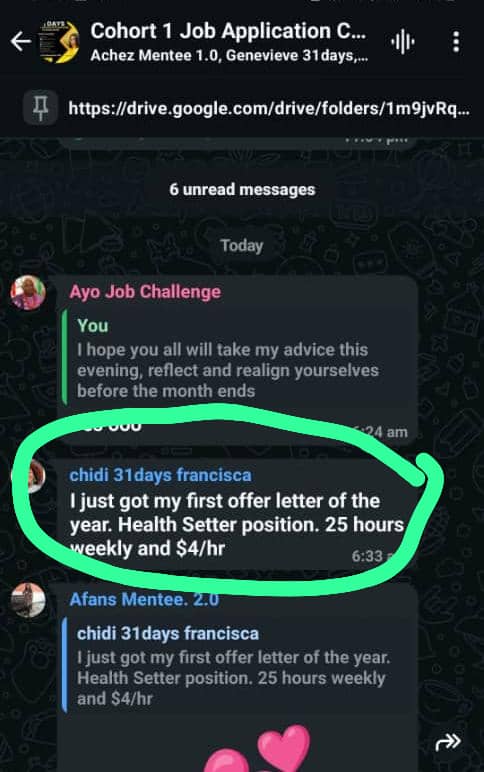 Cohort 1 Job Application C...
Achez Mentee 1.0, Genevieve 31days,...
https://drive.google.com/drive/folders/1m9jvRq...
6 unread messages
Today
Ayo Job Challenge
You
I hope you all will take my advice this
evening, reflect and realign yourselves
before the month ends
:24 am
chidi 31days francisca
I just got my first offer letter of the
year. Health Setter position. 25 hours
weekly and $4/hr
6:33
Afans Mentee. 2.0
chidi 31days francisca
I just got my first offer letter of the year.
Health Setter position. 25 hours weekly
and $4/hr